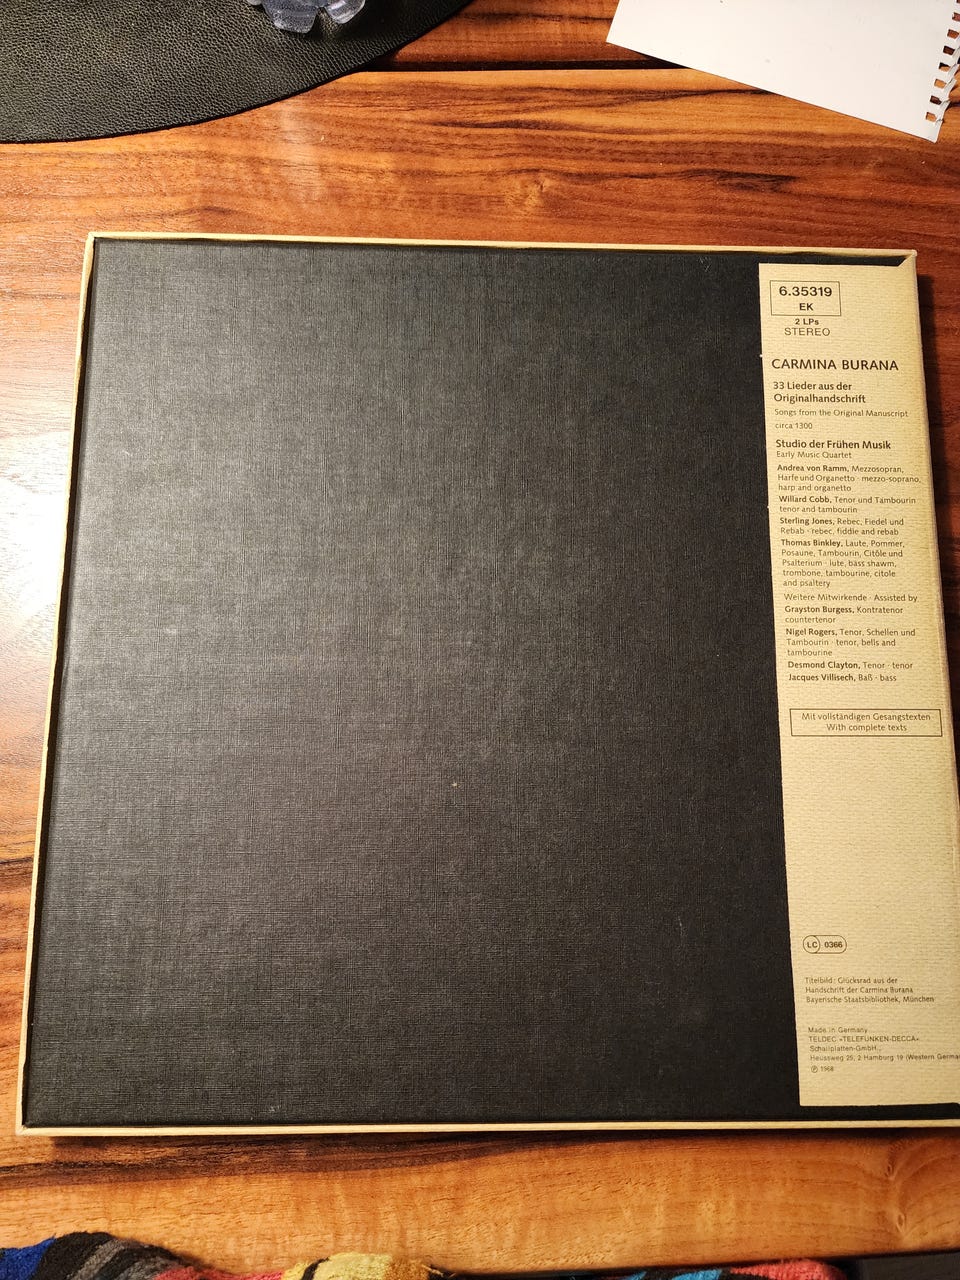 6.35319
EK
2 LPs
STEREO
CARMINA BURANA
33 Lieder aus der
Originalhandschrift
Songs from the Original Manuscript
circa 1300
Studio der Frühen Musik
Early Music Quartet
Andrea von Ramm, Mezzosopran,
Harfe und Organetto · mezzo-soprano,
harp and organetto
Willard Cobb, Tenor und Tambourin
tenor and tambourin
Sterling Jones, Rebec, Fiedel und
Rebab · rebec, fiddle and rebab
Thomas Binkley, Laute, Pommer,
Posaune, Tambourin, Citôle und
Psalterium · lute, bass shawm,
trombone, tambourine, citole
and psaltery
Weitere Mitwirkende · Assisted by
Grayston Burgess, Kontratenor
countertenor
Nigel Rogers, Tenor, Schellen und
Tambourin · tenor, bells and
tambourine
Desmond Clayton, Tenor · tenor
Jacques Villisech, Baß · bass
Mit vollständigen Gesangstexten
With complete texts
LC 0366
Titelbild: Glücksrad aus der
Handschrift der Carmina Burana
Bayerische Staatsbibliothek, München
Made in Germany
TELDEC »TELEFUNKEN-DECCA«
Schallplatten-GmbH.,
Heussweg 25, 2 Hamburg 19 (Western Germa
℗ 1968